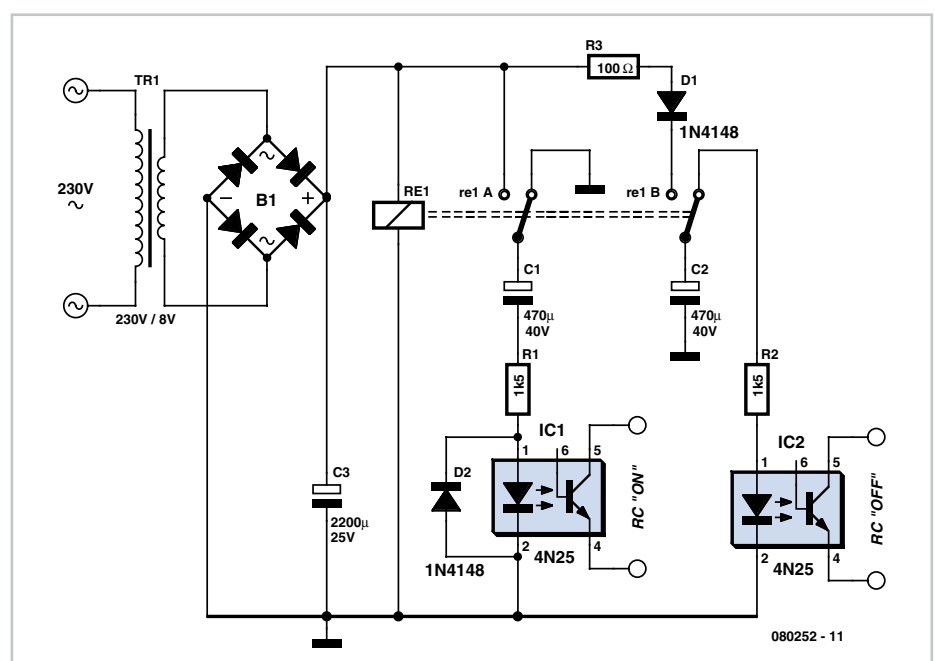 TR1
230V
~
230V / 8V
~
−
B1
+
~
RE1
C3
2200µ
25V
R3
100 Ω
D1
1N4148
re1 A
re1 B
C1
470µ
40V
C2
470µ
40V
R1
1k5
R2
1k5
D2
1N4148
IC1
1
6
5
2
4
4N25
RC "ON"
IC2
1
6
5
2
4
4N25
RC "OFF"
080252 - 11